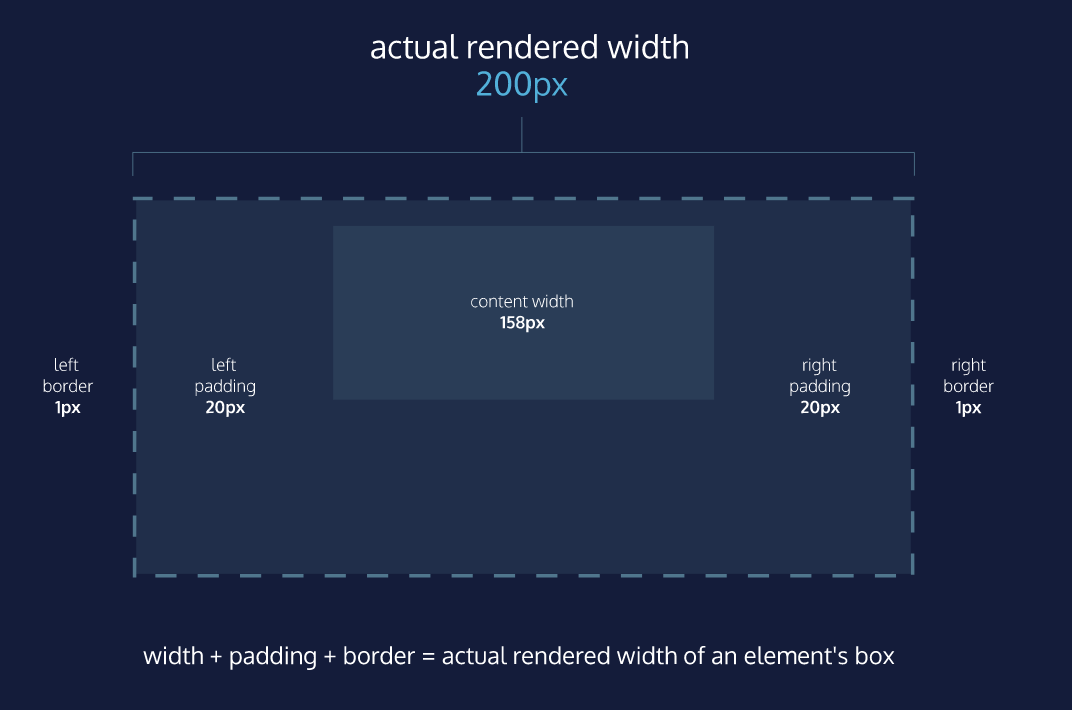 actual rendered width
200px
content width
158px
left
border
1px
left
padding
20px
right
padding
20px
right
border
1px
width + padding + border = actual rendered width of an element's box